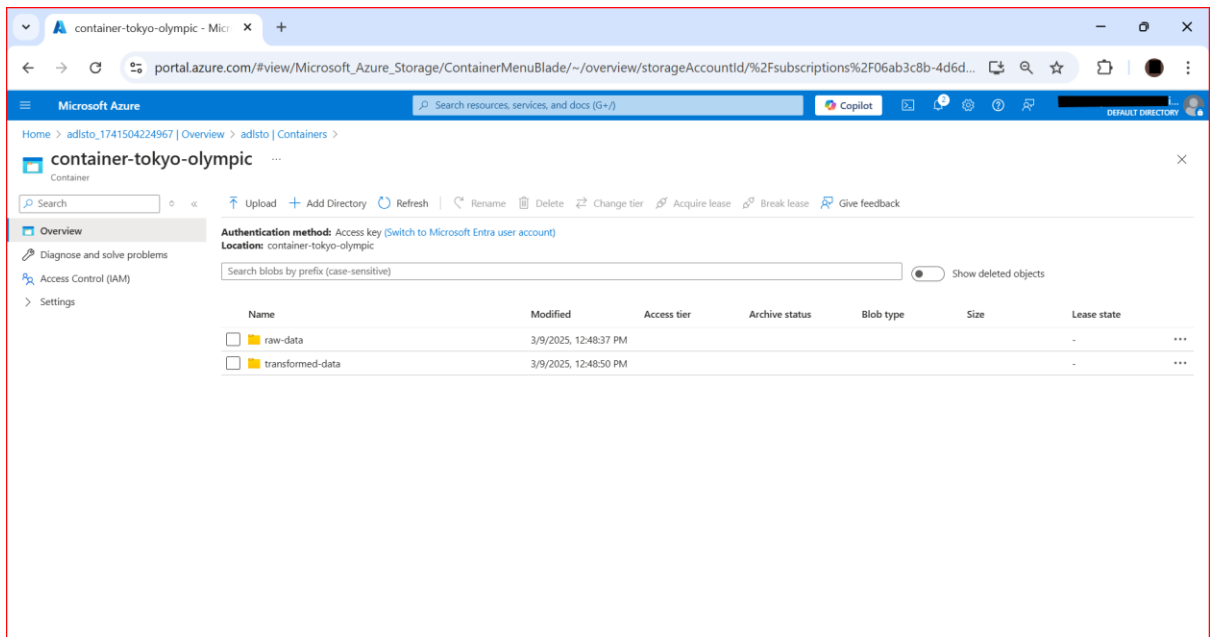 container-tokyo-olympic - Micr
portal.azure.com/#view/Microsoft_Azure_Storage/ContainerMenuBlade/~/overview/storageAccountId/%2Fsubscriptions%2F06ab3c8b-4d6d...
Microsoft Azure
Search resources, services, and docs (G+/)
Copilot
2
DEFAULT DIRECTORY
Home > adlsto_1741504224967 | Overview > adlsto | Containers >
container-tokyo-olympic ...
Container
Search
Upload Add Directory Refresh Rename Delete Change tier Acquire lease Break lease Give feedback
Overview
Diagnose and solve problems
Access Control (IAM)
Settings
Authentication method: Access key (Switch to Microsoft Entra user account)
Location: container-tokyo-olympic
Search blobs by prefix (case-sensitive)
Show deleted objects
Name Modified Access tier Archive status Blob type Size Lease state
raw-data 3/9/2025, 12:48:37 PM - ...
transformed-data 3/9/2025, 12:48:50 PM - ...